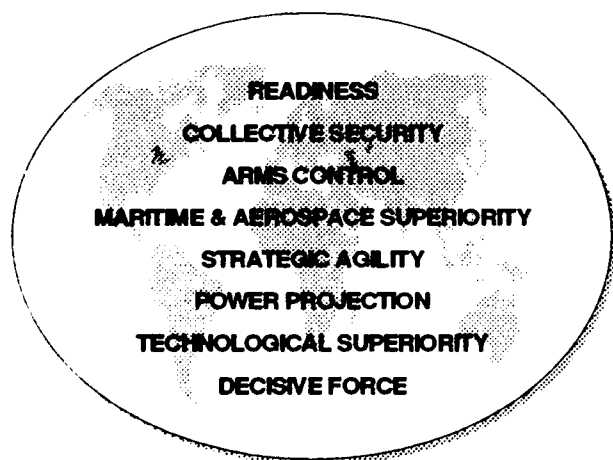 READINESS
COLLECTIVE SECURITY
ARMS CONTROL
MARITIME & AEROSPACE SUPERIORITY
STRATEGIC AGILITY
POWER PROJECTION
TECHNOLOGICAL SUPERIORITY
DECISIVE FORCE